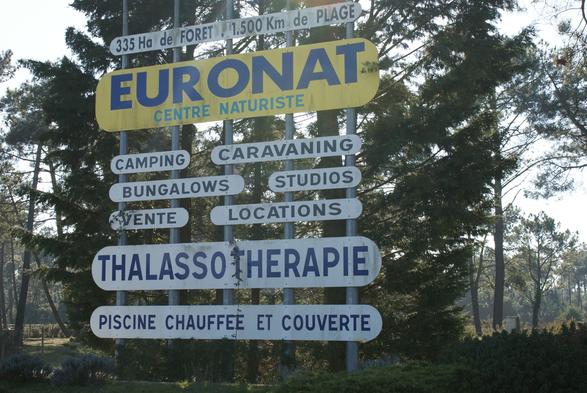 335 Ha de FORET . 1.500 Km de PLAGE
EURONAT
CENTRE NATURISTE
CAMPING CARAVANING
BUNGALOWS STUDIOS
VENTE LOCATIONS
THALASSOTHERAPIE
PISCINE CHAUFFEE ET COUVERTE